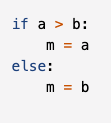 if a > b:
    m = a
else:
    m = b